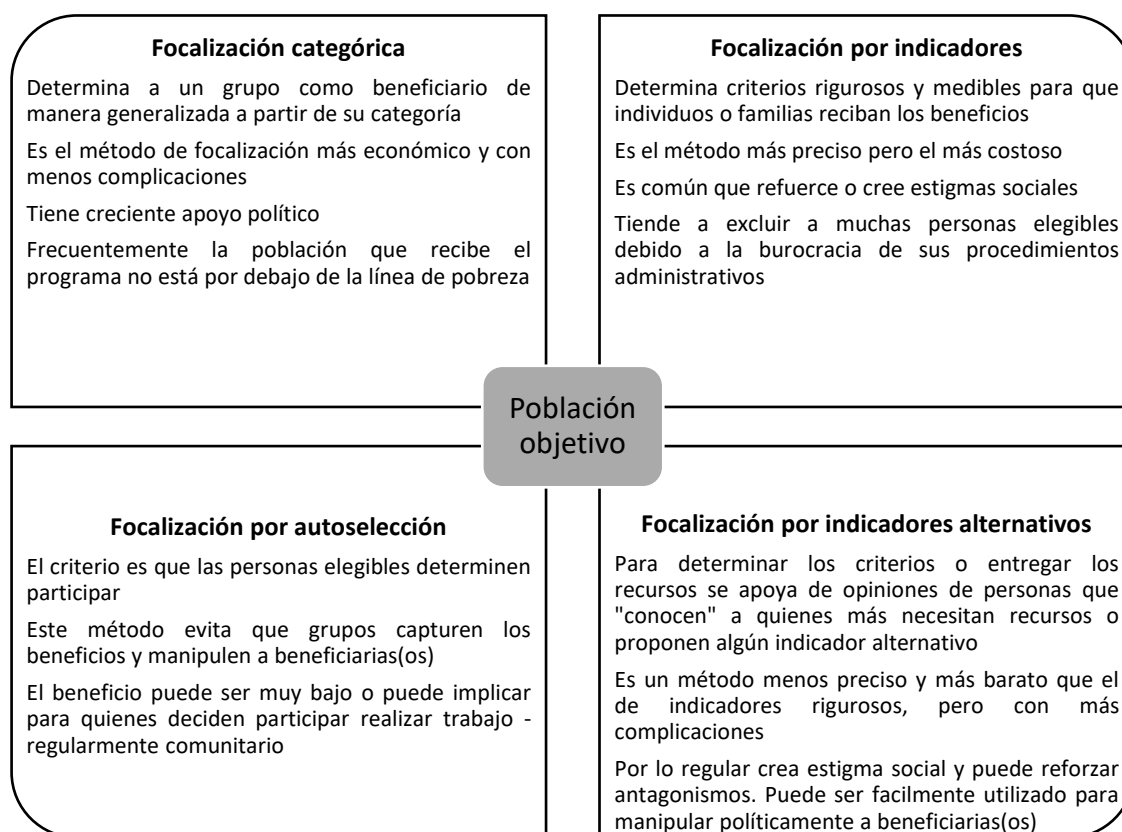 Focalización categórica
Determina a un grupo como beneficiario de
manera generalizada a partir de su categoría
Es el método de focalización más económico y con
menos complicaciones
Tiene creciente apoyo político
Frecuentemente la población que recibe el
programa no está por debajo de la línea de pobreza
Focalización por indicadores
Determina criterios rigurosos y medibles para que
individuos o familias reciban los beneficios
Es el método más preciso pero el más costoso
Es común que refuerce o cree estigmas sociales
Tiende a excluir a muchas personas elegibles
debido a la burocracia de sus procedimientos
administrativos
Población
objetivo
Focalización por autoselección
El criterio es que las personas elegibles determinen
participar
Este método evita que grupos capturen los
beneficios y manipulen a beneficiarias(os)
El beneficio puede ser muy bajo o puede implicar
para quienes deciden participar realizar trabajo -
regularmente comunitario
Focalización por indicadores alternativos
Para determinar los criterios o entregar los
recursos se apoya de opiniones de personas que
"conocen" a quienes más necesitan recursos o
proponen algún indicador alternativo
Es un método menos preciso y más barato que el
de indicadores rigurosos, pero con más
complicaciones
Por lo regular crea estigma social y puede reforzar
antagonismos. Puede ser facilmente utilizado para
manipular políticamente a beneficiarias(os)